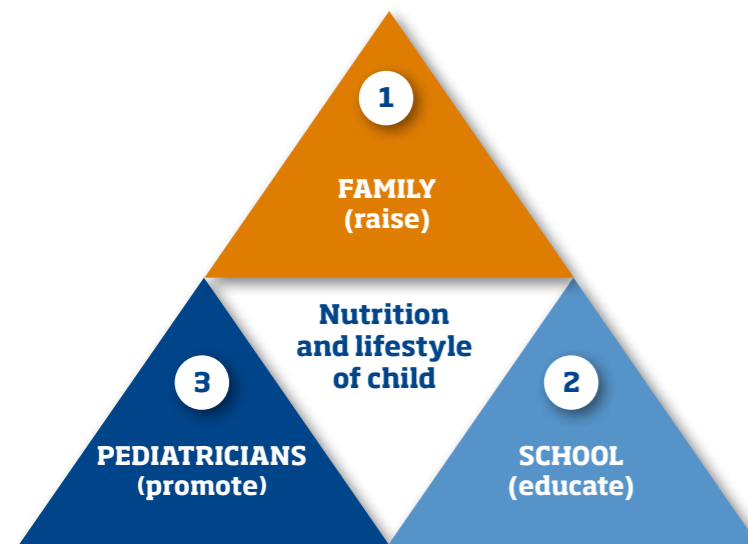 1
FAMILY
(raise)
Nutrition
and lifestyle
of child
3
PEDIATRICIANS
(promote)
2
SCHOOL
(educate)